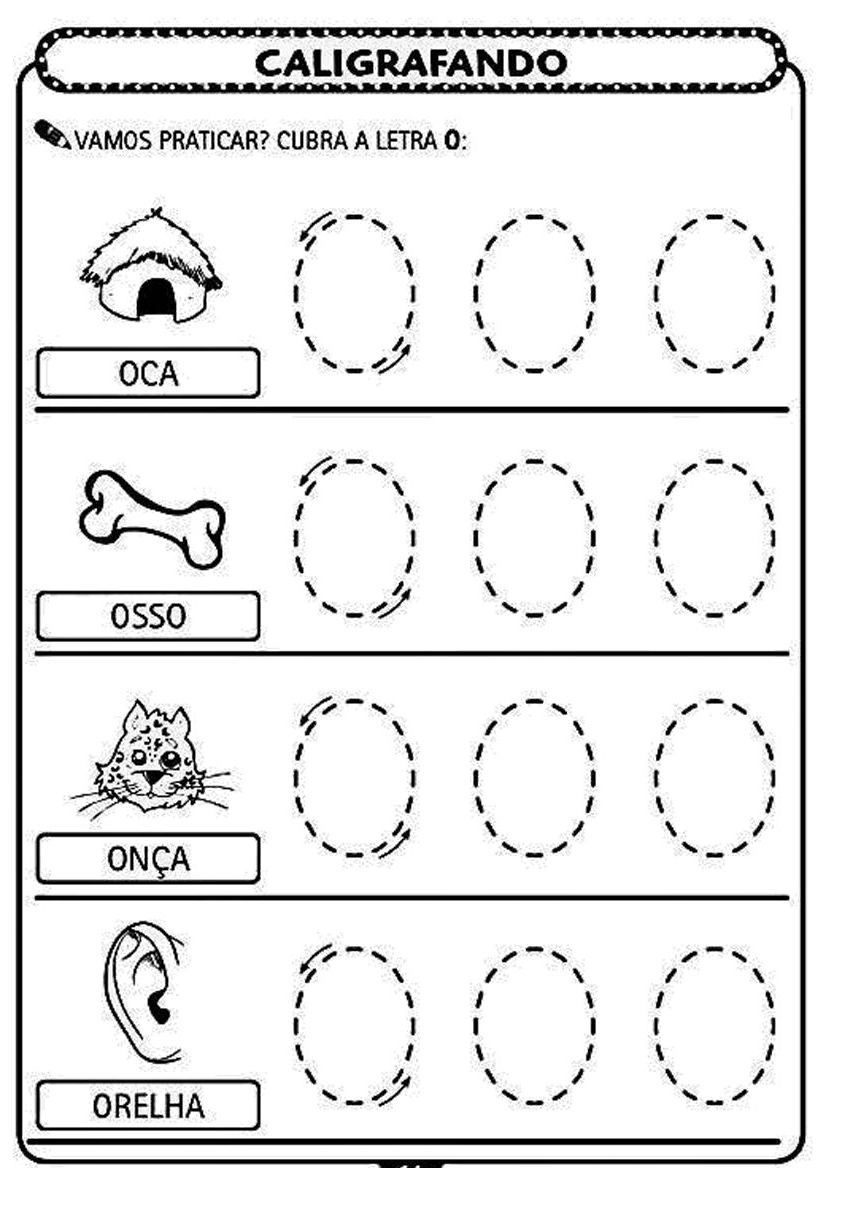 CALIGRAFANDO
VAMOS PRATICAR? CUBRA A LETRA O:
OCA
OSSO
ONÇA
ORELHA